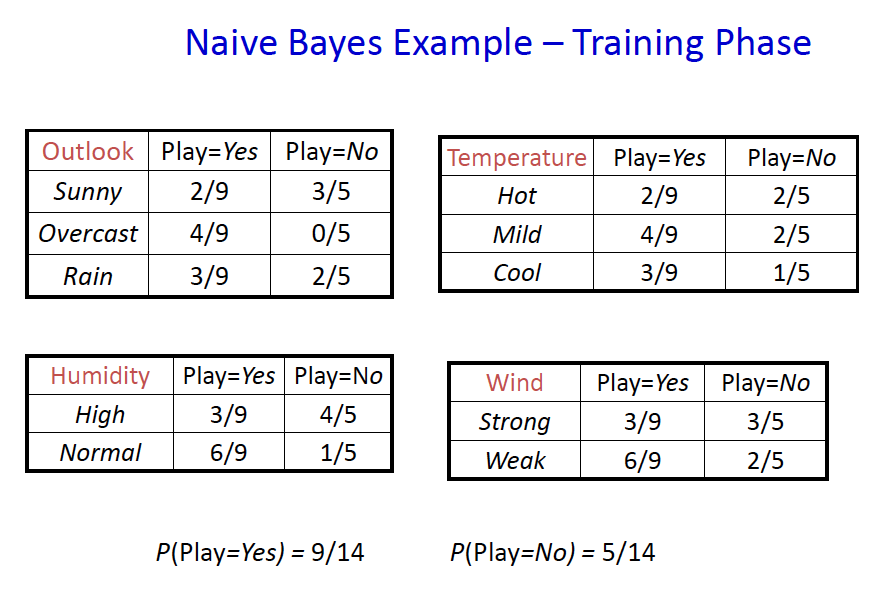 Naive Bayes Example – Training Phase
Outlook Play=Yes Play=No
Sunny 2/9 3/5
Overcast 4/9 0/5
Rain 3/9 2/5
Temperature Play=Yes Play=No
Hot 2/9 2/5
Mild 4/9 2/5
Cool 3/9 1/5
Humidity Play=Yes Play=No
High 3/9 4/5
Normal 6/9 1/5
Wind Play=Yes Play=No
Strong 3/9 3/5
Weak 6/9 2/5
P(Play=Yes) = 9/14
P(Play=No) = 5/14